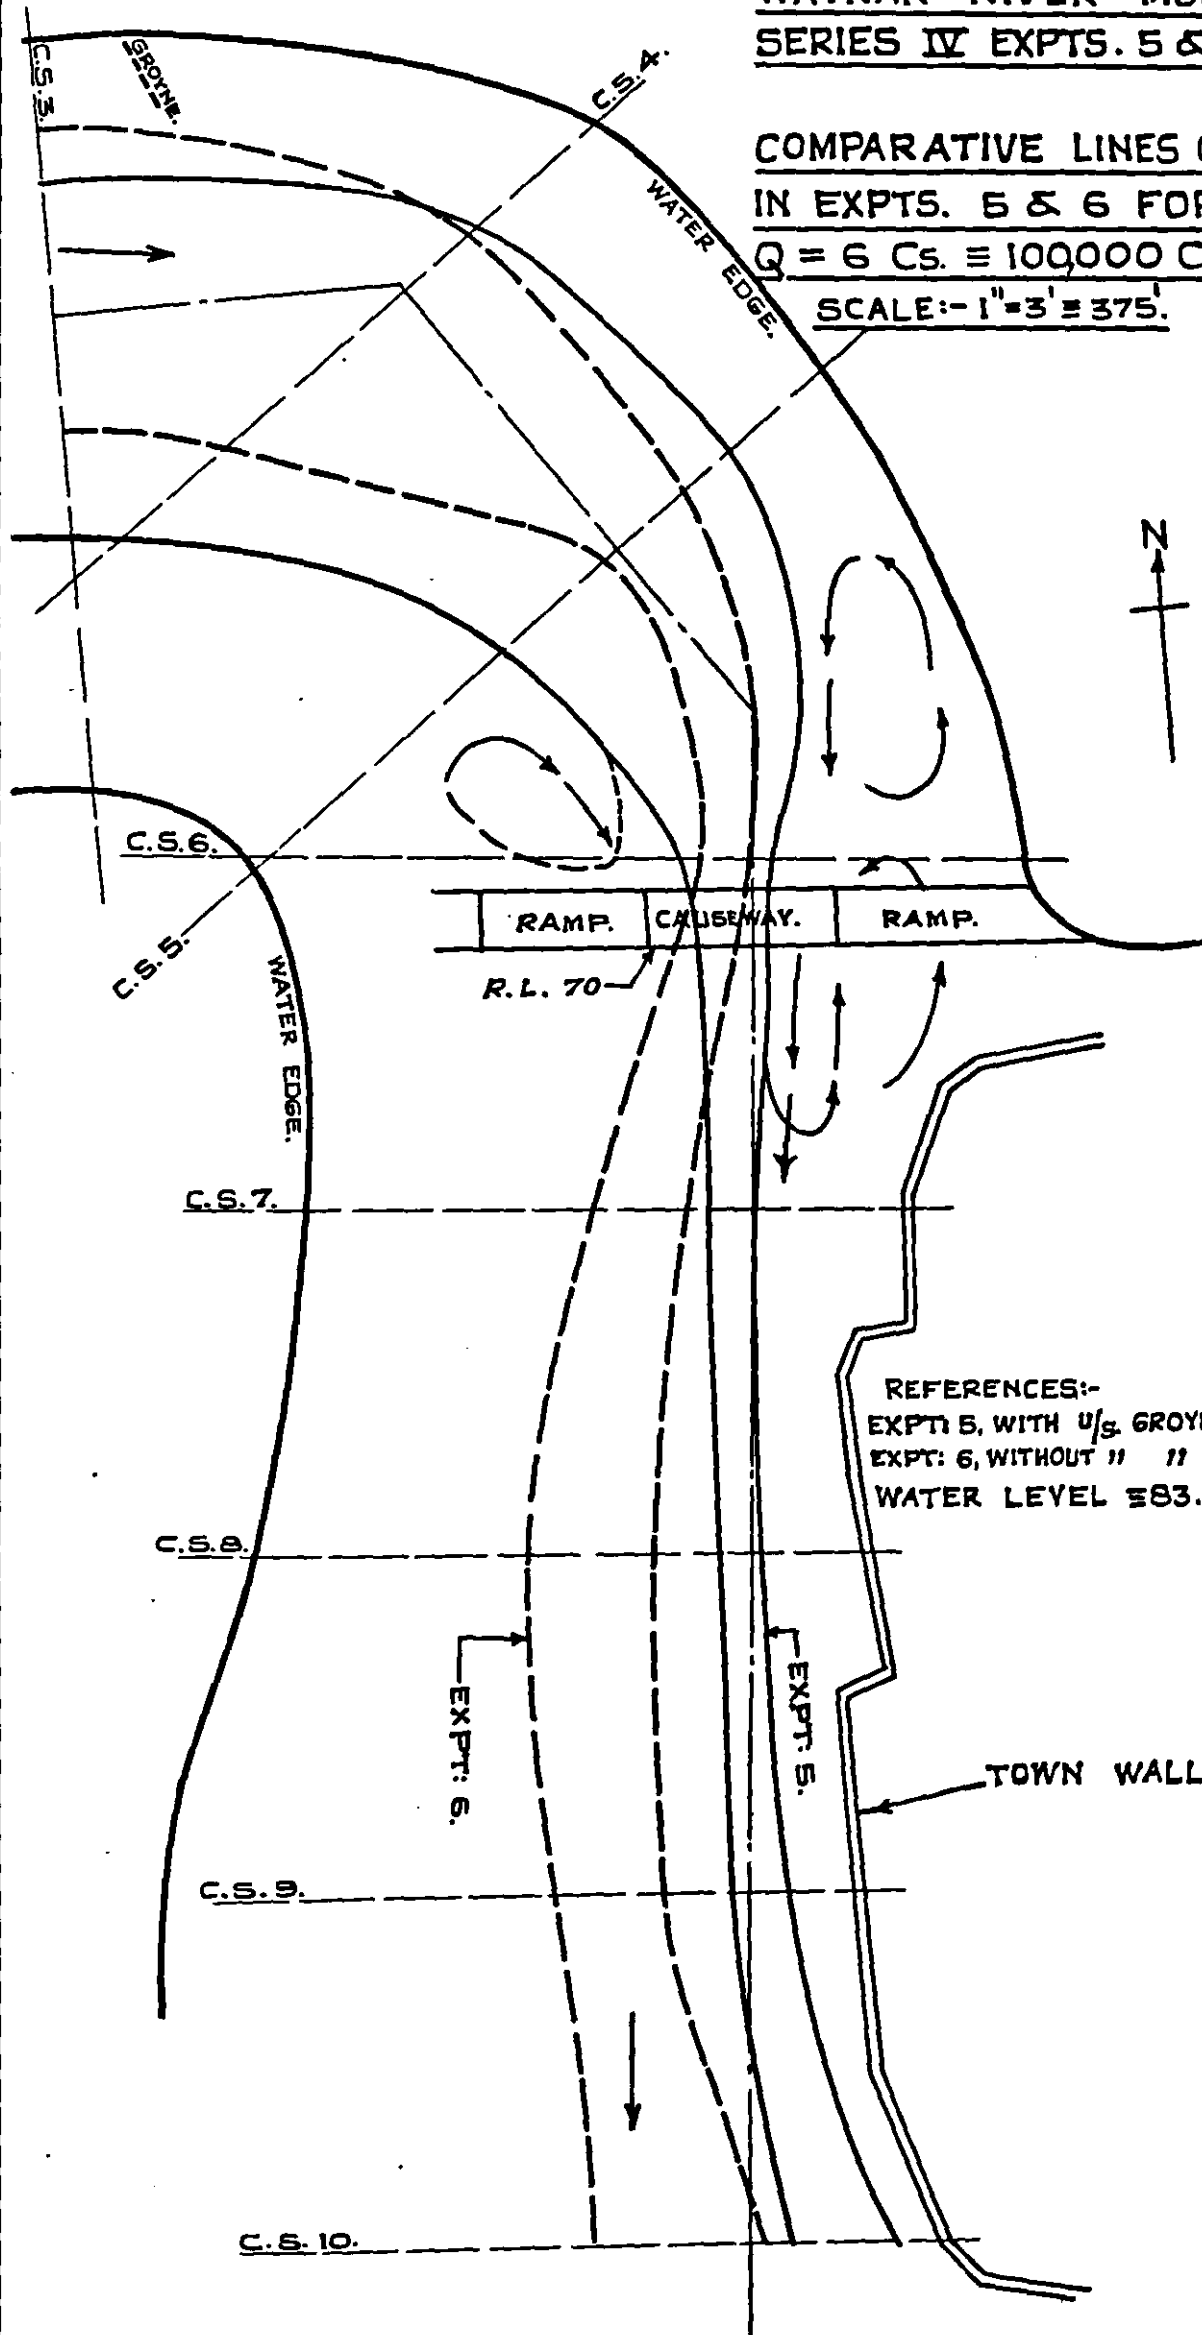 SERIES IV EXPTS. 5 &
COMPARATIVE LINES
IN EXPTS. 5 & 6 FOR
Q = 6 Cs. ≡ 100,000 C
SCALE:- 1"=3' ≡ 375'.
C.S.3.
GROYNE.
C.S.4.
WATER EDGE.
N
C.S.6.
RAMP.
CAUSEWAY.
RAMP.
C.S.5.
R.L. 70
WATER EDGE.
C.S.7.
REFERENCES:-
EXPT: 5, WITH U/S. GROY
EXPT: 6, WITHOUT " "
WATER LEVEL ≡83.
C.S.8.
EXPT: 6.
EXPT: 5.
TOWN WALL
C.S.9.
C.S.10.